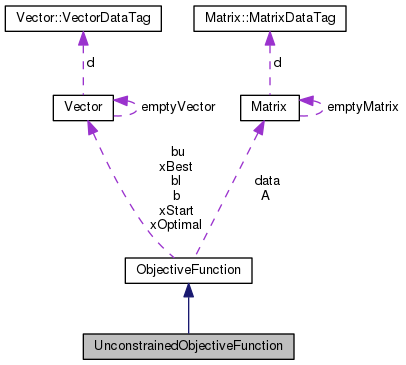 Vector::VectorDataTag
Matrix::MatrixDataTag
d
d
Vector
emptyVector
Matrix
emptyMatrix
bu
xBest
bl
b
xStart
xOptimal
data
A
ObjectiveFunction
UnconstrainedObjectiveFunction